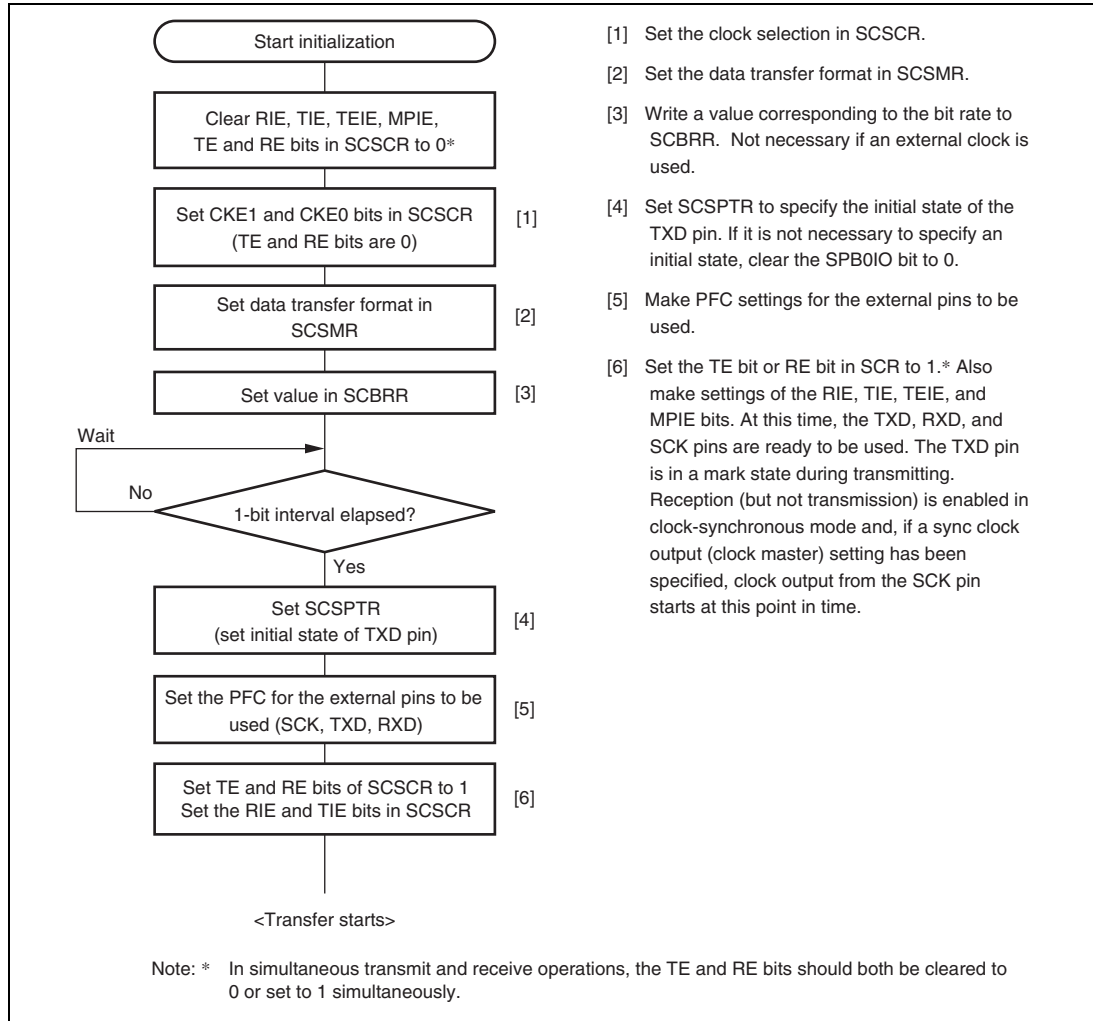 Start initialization
Clear RIE, TIE, TEIE, MPIE,
TE and RE bits in SCSCR to 0*
Set CKE1 and CKE0 bits in SCSCR
(TE and RE bits are 0)
[1]
Set data transfer format in
SCSMR
[2]
Set value in SCBRR
[3]
Wait
No
1-bit interval elapsed?
Yes
Set SCSPTR
(set initial state of TXD pin)
[4]
Set the PFC for the external pins to be
used (SCK, TXD, RXD)
[5]
Set TE and RE bits of SCSCR to 1
Set the RIE and TIE bits in SCSCR
[6]
<Transfer starts>
[1] Set the clock selection in SCSCR.
[2] Set the data transfer format in SCSMR.
[3] Write a value corresponding to the bit rate to
SCBRR. Not necessary if an external clock is
used.
[4] Set SCSPTR to specify the initial state of the
TXD pin. If it is not necessary to specify an
initial state, clear the SPB0IO bit to 0.
[5] Make PFC settings for the external pins to be
used.
[6] Set the TE bit or RE bit in SCR to 1.* Also
make settings of the RIE, TIE, TEIE, and
MPIE bits. At this time, the TXD, RXD, and
SCK pins are ready to be used. The TXD pin
is in a mark state during transmitting.
Reception (but not transmission) is enabled in
clock-synchronous mode and, if a sync clock
output (clock master) setting has been
specified, clock output from the SCK pin
starts at this point in time.
Note: * In simultaneous transmit and receive operations, the TE and RE bits should both be cleared to
0 or set to 1 simultaneously.